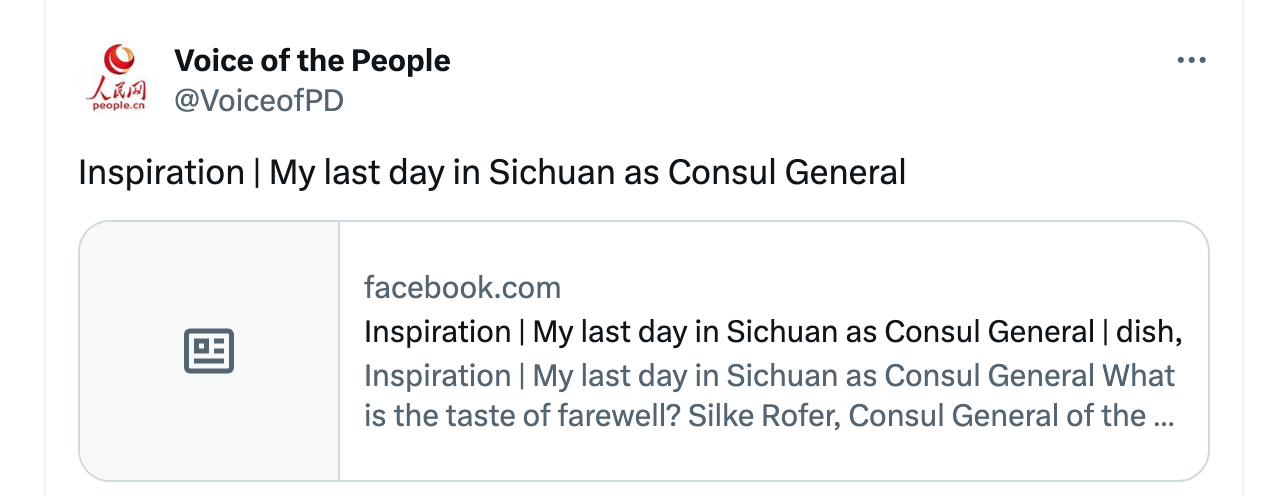 Voice of the People
人民网
people.cn
@VoiceofPD
Inspiration | My last day in Sichuan as Consul General
facebook.com
Inspiration | My last day in Sichuan as Consul General | dish,
Inspiration | My last day in Sichuan as Consul General What
is the taste of farewell? Silke Rofer, Consul General of the ...